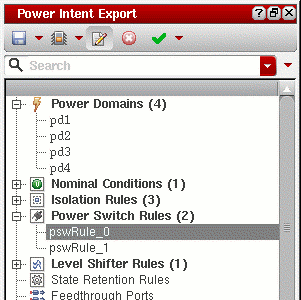 Power Intent Export
Search
Power Domains (4)
pd1
pd2
pd3
pd4
Nominal Conditions (1)
Isolation Rules (3)
Power Switch Rules (2)
pswRule_0
pswRule_1
Level Shifter Rules (1)
State Retention Rules
Feedthrough Ports